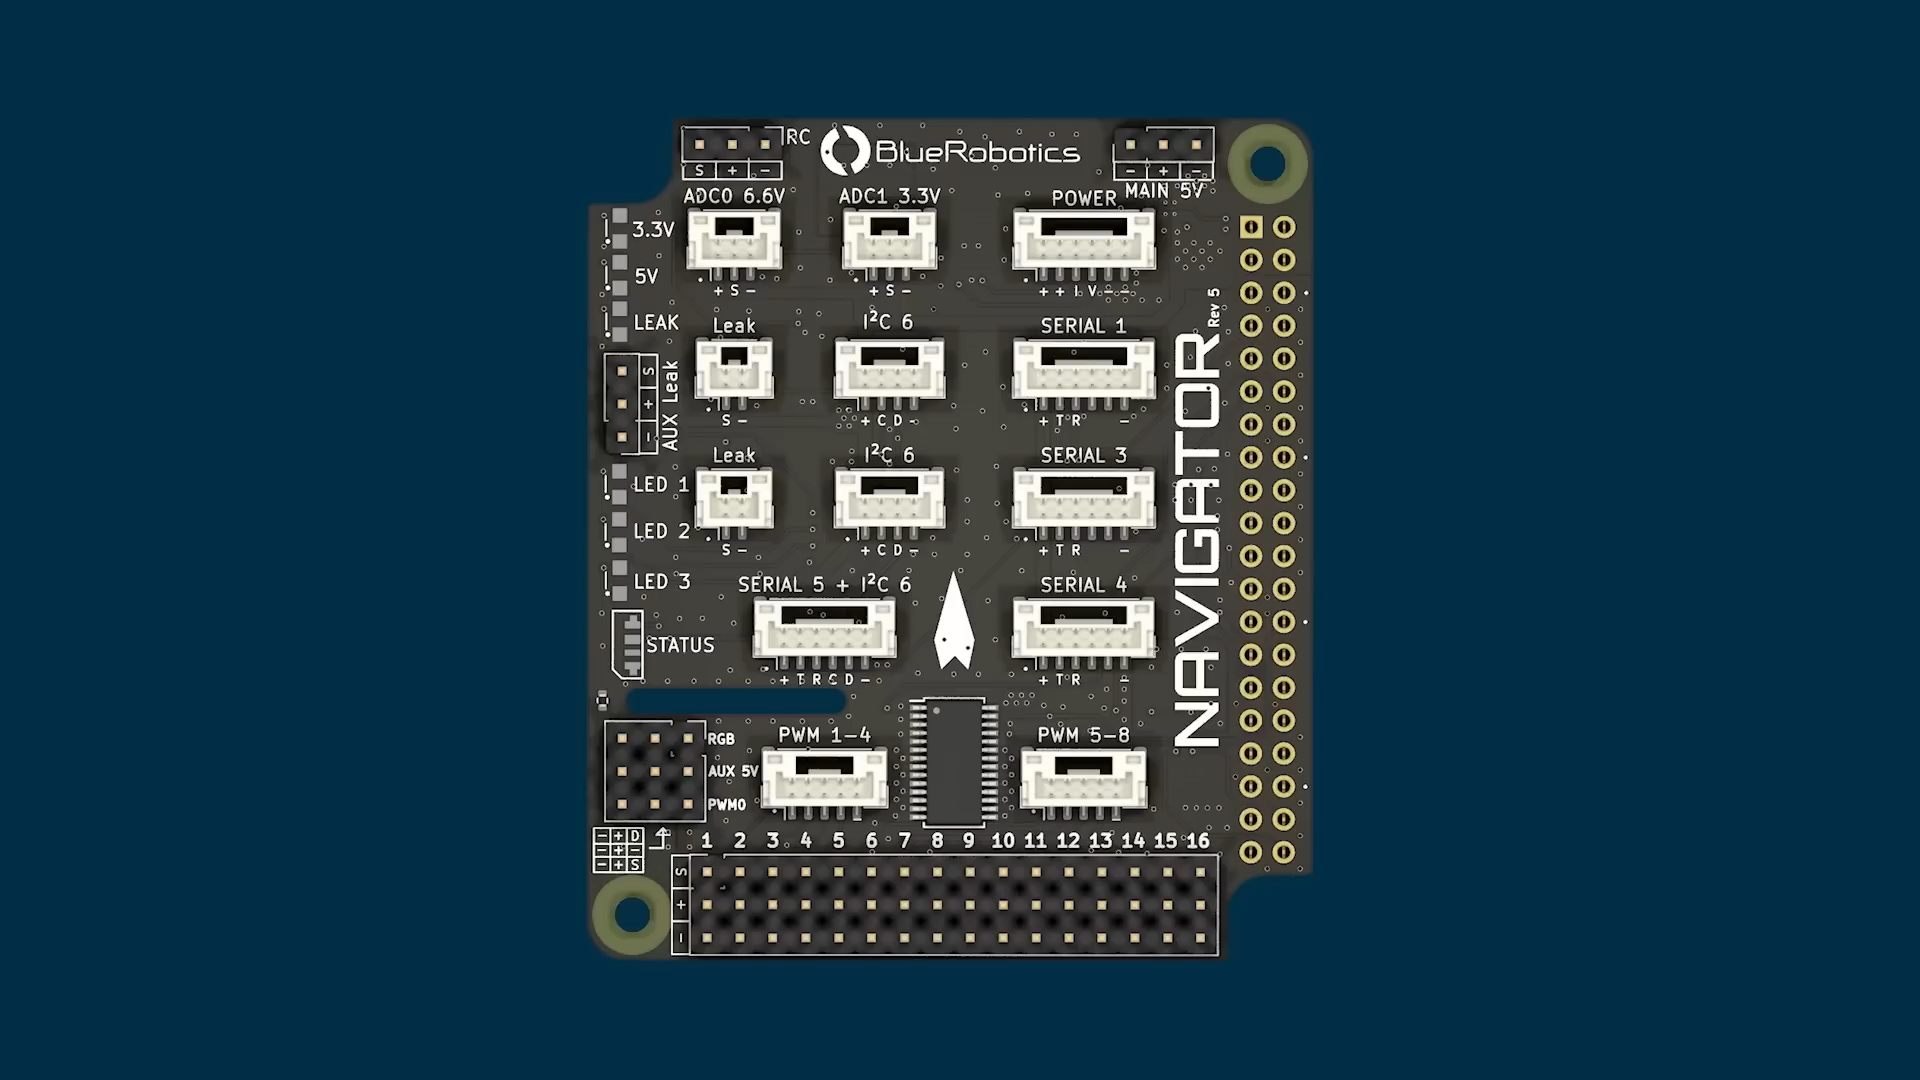 RC
BlueRobotics
S + −
− + −
ADC0 6.6V
ADC1 3.3V
POWER
MAIN 5V
3.3V
5V
LEAK
+ S −
+ S −
+ + I V − −
Rev 5
NAVIGATOR
Leak
I²C 6
SERIAL 1
S −
+ C D −
+ T R −
S + −
AUX Leak
Leak
I²C 6
SERIAL 3
S −
+ C D −
+ T R −
LED 1
LED 2
LED 3
STATUS
SERIAL 5 + I²C 6
SERIAL 4
+ T R C D −
+ T R −
RGB
AUX 5V
PWM0
PWM 1−4
PWM 5−8
− + D
− + −
− + S
1 2 3 4 5 6 7 8 9 10 11 12 13 14 15 16
S
+
−